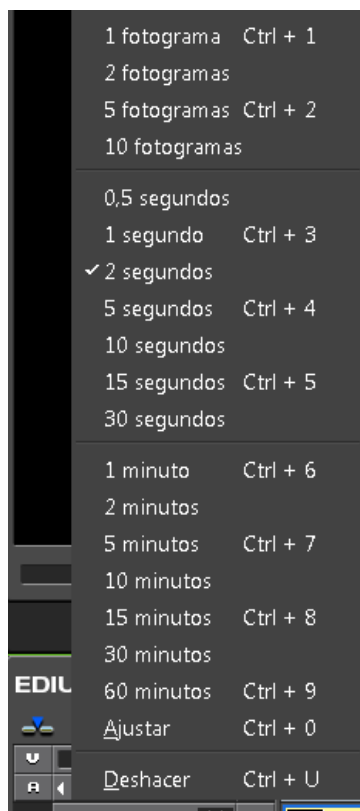 1 fotograma Ctrl + 1
2 fotogramas
5 fotogramas Ctrl + 2
10 fotogramas
0,5 segundos
1 segundo Ctrl + 3
✓ 2 segundos
5 segundos Ctrl + 4
10 segundos
15 segundos Ctrl + 5
30 segundos
1 minuto Ctrl + 6
2 minutos
5 minutos Ctrl + 7
10 minutos
15 minutos Ctrl + 8
30 minutos
60 minutos Ctrl + 9
Ajustar Ctrl + 0
Deshacer Ctrl + U
EDIU
V
A